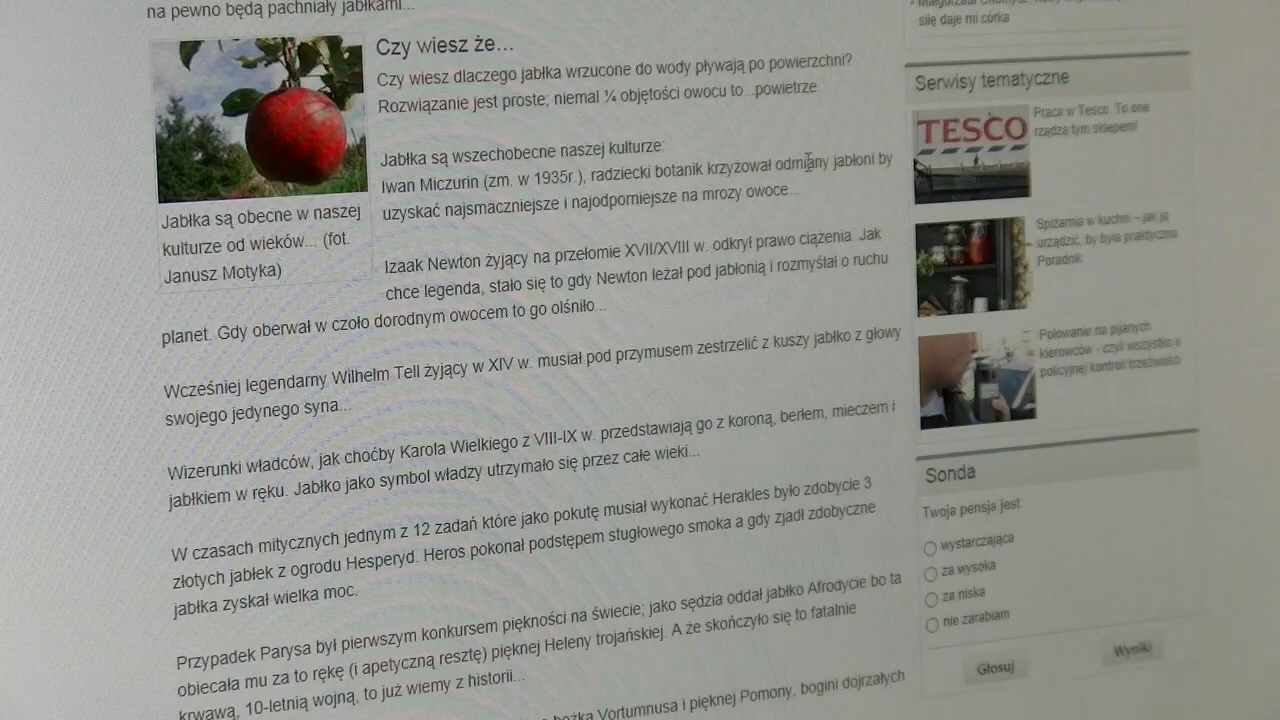 na pewno będą pachniały jabłkami...
Czy wiesz że...
Czy wiesz dlaczego jabłka wrzucone do wody pływają po powierzchni?
Rozwiązanie jest proste; niemal ¼ objętości owocu to...powietrze
Jabłka są wszechobecne naszej kulturze:
Iwan Miczurin (zm. w 1935r.), radziecki botanik krzyżował odmiany jabłoni by
uzyskać najsmaczniejsze i najodporniejsze na mrozy owoce...
Jabłka są obecne w naszej
kulturze od wieków... (fot.
Janusz Motyka)
Izaak Newton żyjący na przełomie XVII/XVIII w. odkrył prawo ciążenia. Jak
chce legenda, stało się to gdy Newton leżał pod jabłonią i rozmyślał o ruchu
planet. Gdy oberwał w czoło dorodnym owocem to go olśniło...
Wcześniej legendarny Wilhelm Tell żyjący w XIV w. musiał pod przymusem zestrzelić z kuszy jabłko z głowy
swojego jedynego syna...
Wizerunki władców, jak choćby Karola Wielkiego z VIII-IX w. przedstawiają go z koroną, berłem, mieczem i
jabłkiem w ręku. Jabłko jako symbol władzy utrzymało się przez całe wieki...
W czasach mitycznych jednym z 12 zadań które jako pokutę musiał wykonać Herakles było zdobycie 3
złotych jabłek z ogrodu Hesperyd. Heros pokonał podstępem stugłowego smoka a gdy zjadł zdobyczne
jabłka zyskał wielka moc.
Przypadek Parysa był pierwszym konkursem piękności na świecie; jako sędzia oddał jabłko Afrodycie bo ta
obiecała mu za to rękę (i apetyczną resztę) pięknej Heleny trojańskiej. A że skończyło się to fatalnie
krwawą, 10-letnią wojną, to już wiemy z historii...
bożka Vortumnusa i pięknej Pomony, bogini dojrzałych
siłę daje mi córka
Serwisy tematyczne
TESCO
Praca w Tesco. To one
rządzą tym sklepem!
Spiżarnia w kuchni – jak ją
urządzić, by była praktyczna.
Poradnik
Polowanie na pijanych
kierowców - czyli wszystko o
policyjnej kontroli trzeźwości
Sonda
Twoja pensja jest:
wystarczająca
za wysoka
za niska
nie zarabiam
Głosuj
Wyniki